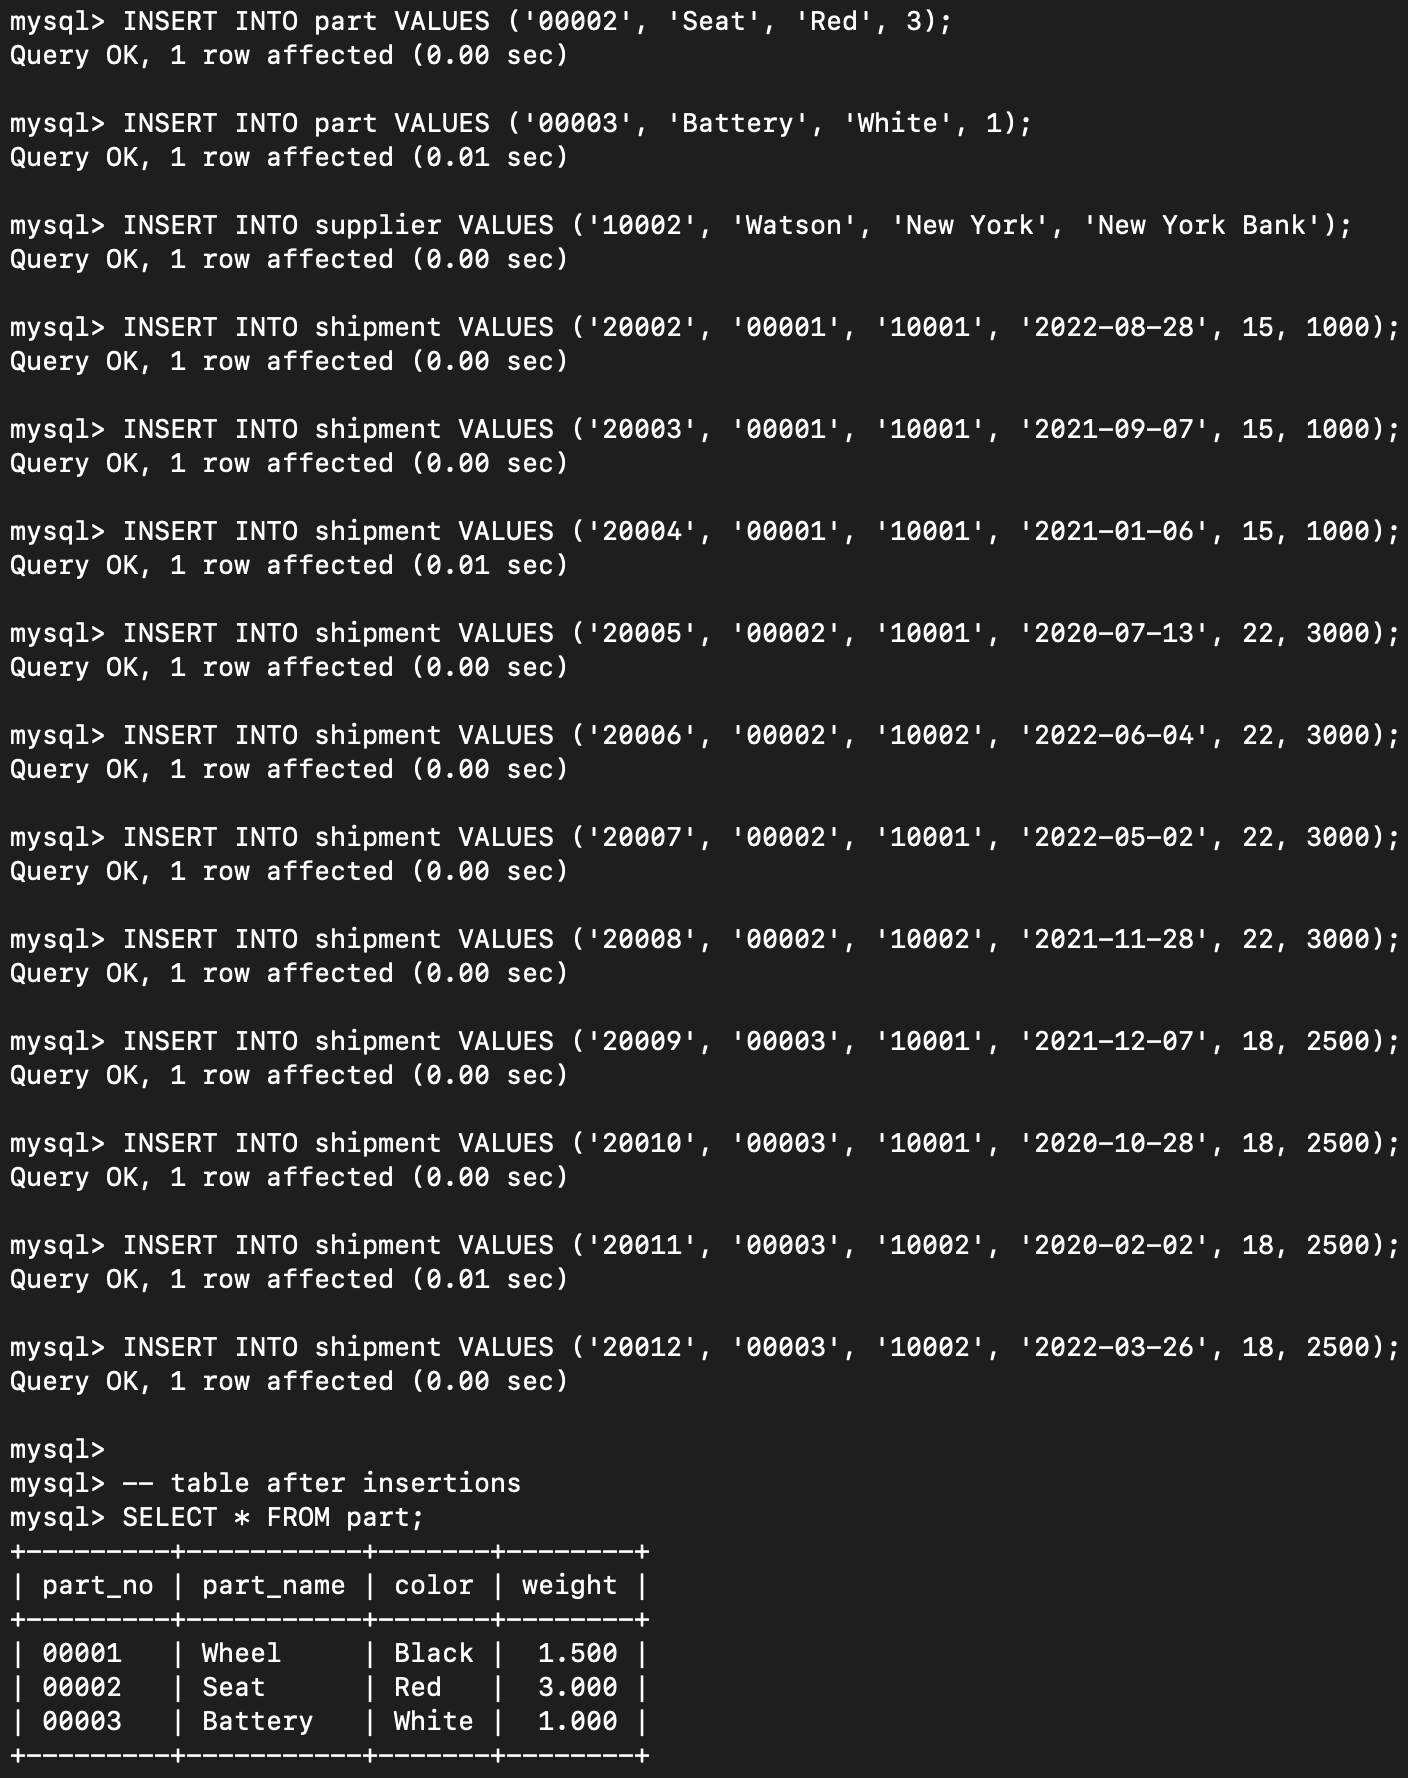 mysql> INSERT INTO part VALUES ('00002', 'Seat', 'Red', 3);
Query OK, 1 row affected (0.00 sec)

mysql> INSERT INTO part VALUES ('00003', 'Battery', 'White', 1);
Query OK, 1 row affected (0.01 sec)

mysql> INSERT INTO supplier VALUES ('10002', 'Watson', 'New York', 'New York Bank');
Query OK, 1 row affected (0.00 sec)

mysql> INSERT INTO shipment VALUES ('20002', '00001', '10001', '2022-08-28', 15, 1000);
Query OK, 1 row affected (0.00 sec)

mysql> INSERT INTO shipment VALUES ('20003', '00001', '10001', '2021-09-07', 15, 1000);
Query OK, 1 row affected (0.00 sec)

mysql> INSERT INTO shipment VALUES ('20004', '00001', '10001', '2021-01-06', 15, 1000);
Query OK, 1 row affected (0.01 sec)

mysql> INSERT INTO shipment VALUES ('20005', '00002', '10001', '2020-07-13', 22, 3000);
Query OK, 1 row affected (0.00 sec)

mysql> INSERT INTO shipment VALUES ('20006', '00002', '10002', '2022-06-04', 22, 3000);
Query OK, 1 row affected (0.00 sec)

mysql> INSERT INTO shipment VALUES ('20007', '00002', '10001', '2022-05-02', 22, 3000);
Query OK, 1 row affected (0.00 sec)

mysql> INSERT INTO shipment VALUES ('20008', '00002', '10002', '2021-11-28', 22, 3000);
Query OK, 1 row affected (0.00 sec)

mysql> INSERT INTO shipment VALUES ('20009', '00003', '10001', '2021-12-07', 18, 2500);
Query OK, 1 row affected (0.00 sec)

mysql> INSERT INTO shipment VALUES ('20010', '00003', '10001', '2020-10-28', 18, 2500);
Query OK, 1 row affected (0.00 sec)

mysql> INSERT INTO shipment VALUES ('20011', '00003', '10002', '2020-02-02', 18, 2500);
Query OK, 1 row affected (0.01 sec)

mysql> INSERT INTO shipment VALUES ('20012', '00003', '10002', '2022-03-26', 18, 2500);
Query OK, 1 row affected (0.00 sec)

mysql>
mysql> -- table after insertions
mysql> SELECT * FROM part;
+---------+-----------+-------+--------+
| part_no | part_name | color | weight |
+---------+-----------+-------+--------+
| 00001   | Wheel     | Black |  1.500 |
| 00002   | Seat      | Red   |  3.000 |
| 00003   | Battery   | White |  1.000 |
+---------+-----------+-------+--------+